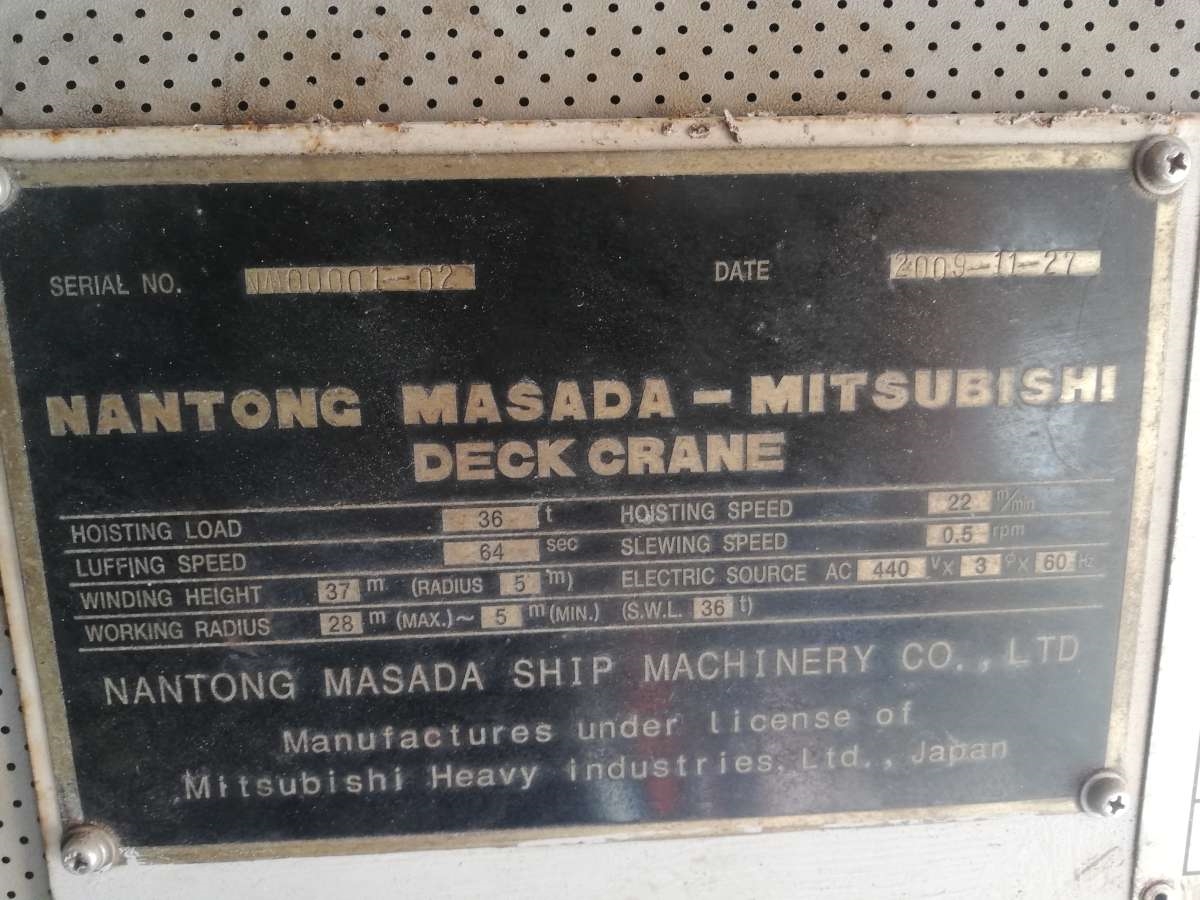 SERIAL NO. DATE 2009-11-27
NANTONG MASADA-MITSUBISHI
DECK CRANE
HOISTING LOAD 36 t HOISTING SPEED 22 m/min
LUFFING SPEED 64 sec SLEWING SPEED 0.5 rpm
WINDING HEIGHT 37 m (RADIUS 5 m) ELECTRIC SOURCE AC 440 V× 3 φ× 60 Hz
WORKING RADIUS 28 m (MAX.)~ 5 m (MIN.) (S.W.L. 36 t)
NANTONG MASADA SHIP MACHINERY CO.,LTD
Manufactures under license of
Mitsubishi Heavy industries, Ltd., Japan